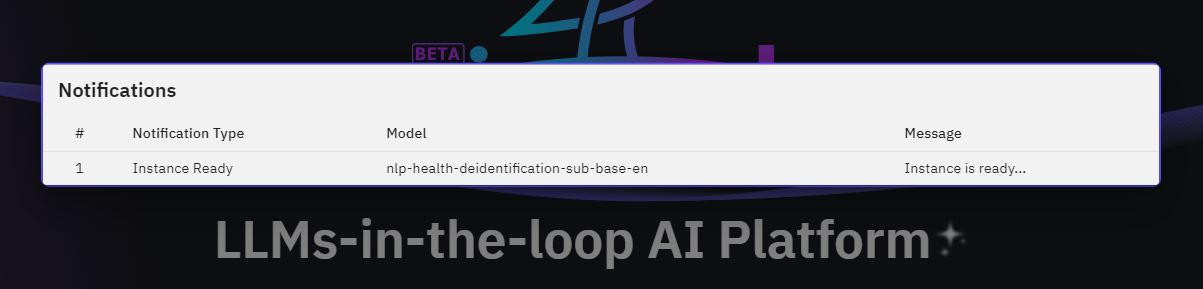 BETA
Notifications
# Notification Type Model Message
1 Instance Ready nlp-health-deidentification-sub-base-en Instance is ready...
LLMs-in-the-loop AI Platform